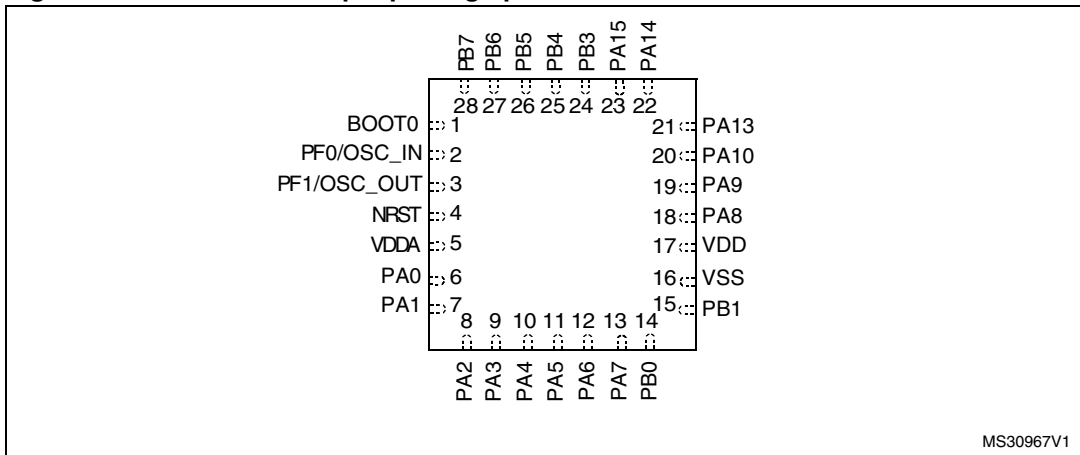 PB7 PB6 PB5 PB4 PB3 PA15 PA14
28 27 26 25 24 23 22
BOOT0 1 21 PA13
PF0/OSC_IN 2 20 PA10
PF1/OSC_OUT 3 19 PA9
NRST 4 18 PA8
VDDA 5 17 VDD
PA0 6 16 VSS
PA1 7 15 PB1
8 9 10 11 12 13 14
PA2 PA3 PA4 PA5 PA6 PA7 PB0
MS30967V1